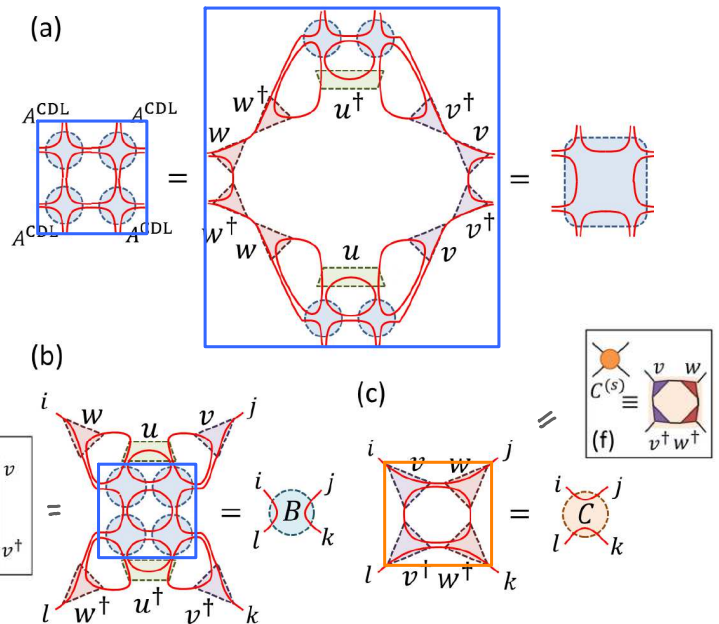 (a)
A^CDL A^CDL
A^CDL A^CDL
=
w† u† v†
w v
w† v†
w u v
=
(b)
v
v†
=
i w u v j
l w† u† v† k
=
i j
B
l k
(c)
i v w j
l v† w† k
=
i j
C
l k
=
C^(s) ≡
v w
v† w†
(f)